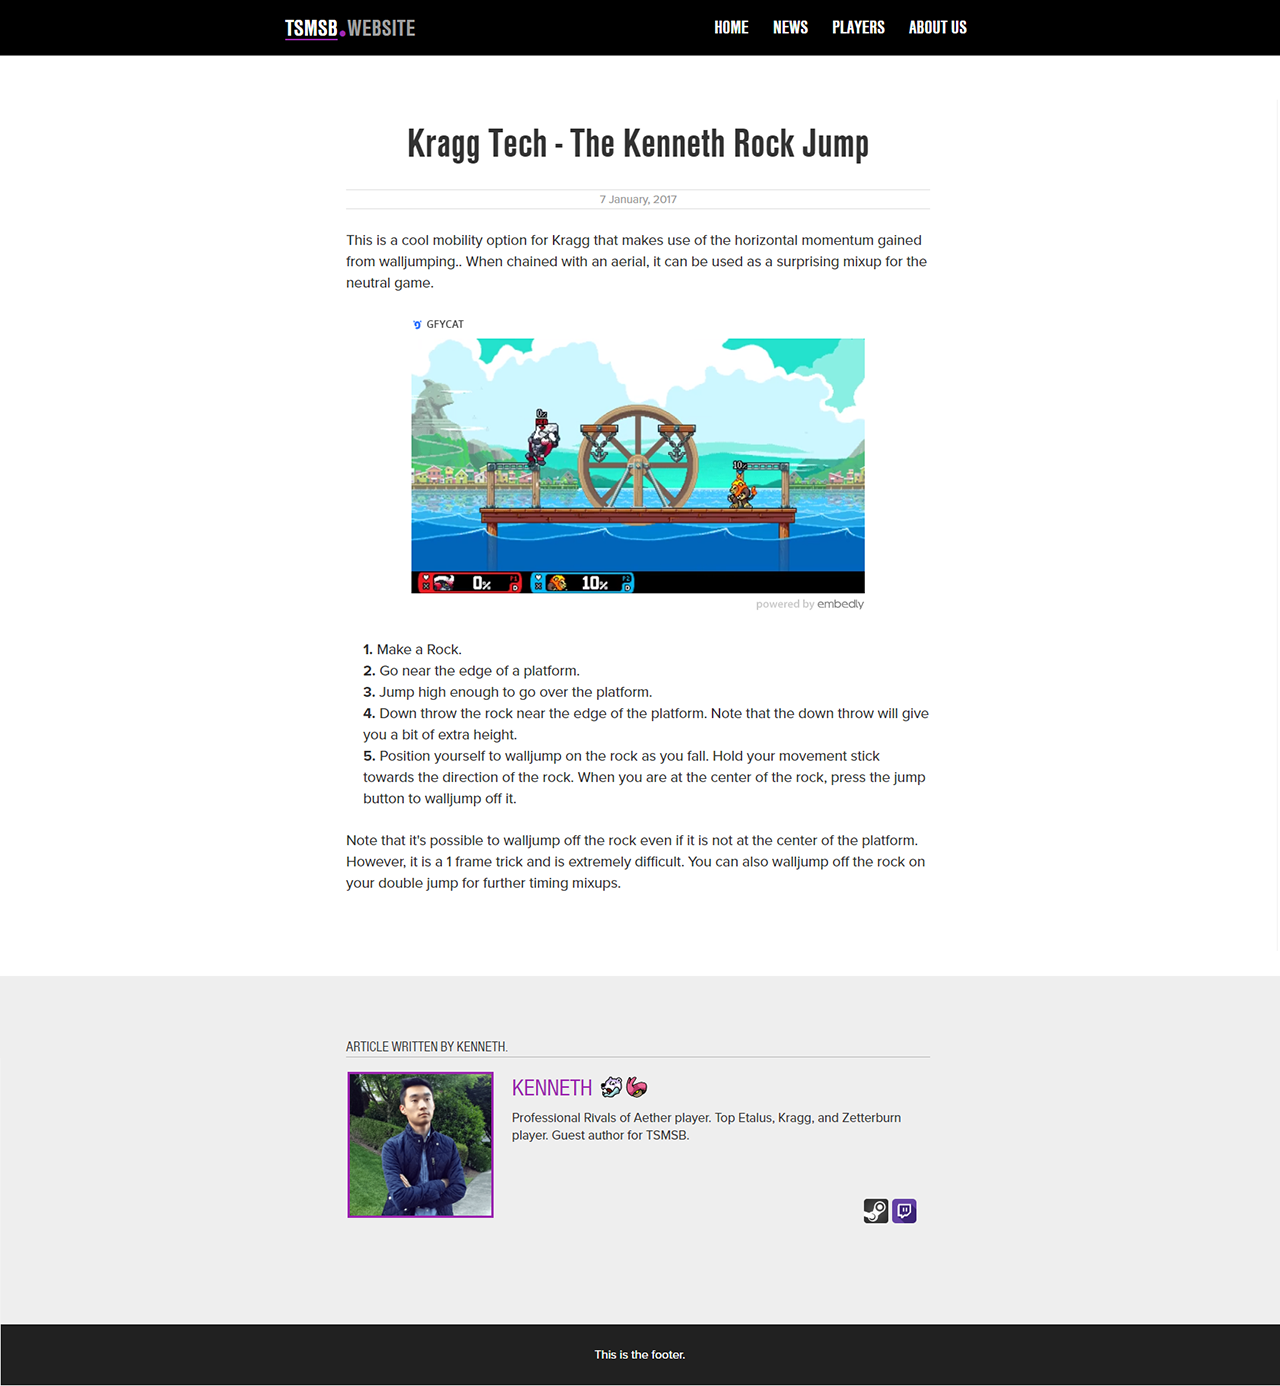 TSMSB.WEBSITE
HOME NEWS PLAYERS ABOUT US
Kragg Tech - The Kenneth Rock Jump
7 January, 2017
This is a cool mobility option for Kragg that makes use of the horizontal momentum gained
from walljumping.. When chained with an aerial, it can be used as a surprising mixup for the
neutral game.
GFYCAT
0%
10%
0% P1
10% P2
powered by embedly
1. Make a Rock.
2. Go near the edge of a platform.
3. Jump high enough to go over the platform.
4. Down throw the rock near the edge of the platform. Note that the down throw will give
you a bit of extra height.
5. Position yourself to walljump on the rock as you fall. Hold your movement stick
towards the direction of the rock. When you are at the center of the rock, press the jump
button to walljump off it.
Note that it's possible to walljump off the rock even if it is not at the center of the platform.
However, it is a 1 frame trick and is extremely difficult. You can also walljump off the rock on
your double jump for further timing mixups.
ARTICLE WRITTEN BY KENNETH.
KENNETH
Professional Rivals of Aether player. Top Etalus, Kragg, and Zetterburn
player. Guest author for TSMSB.
This is the footer.